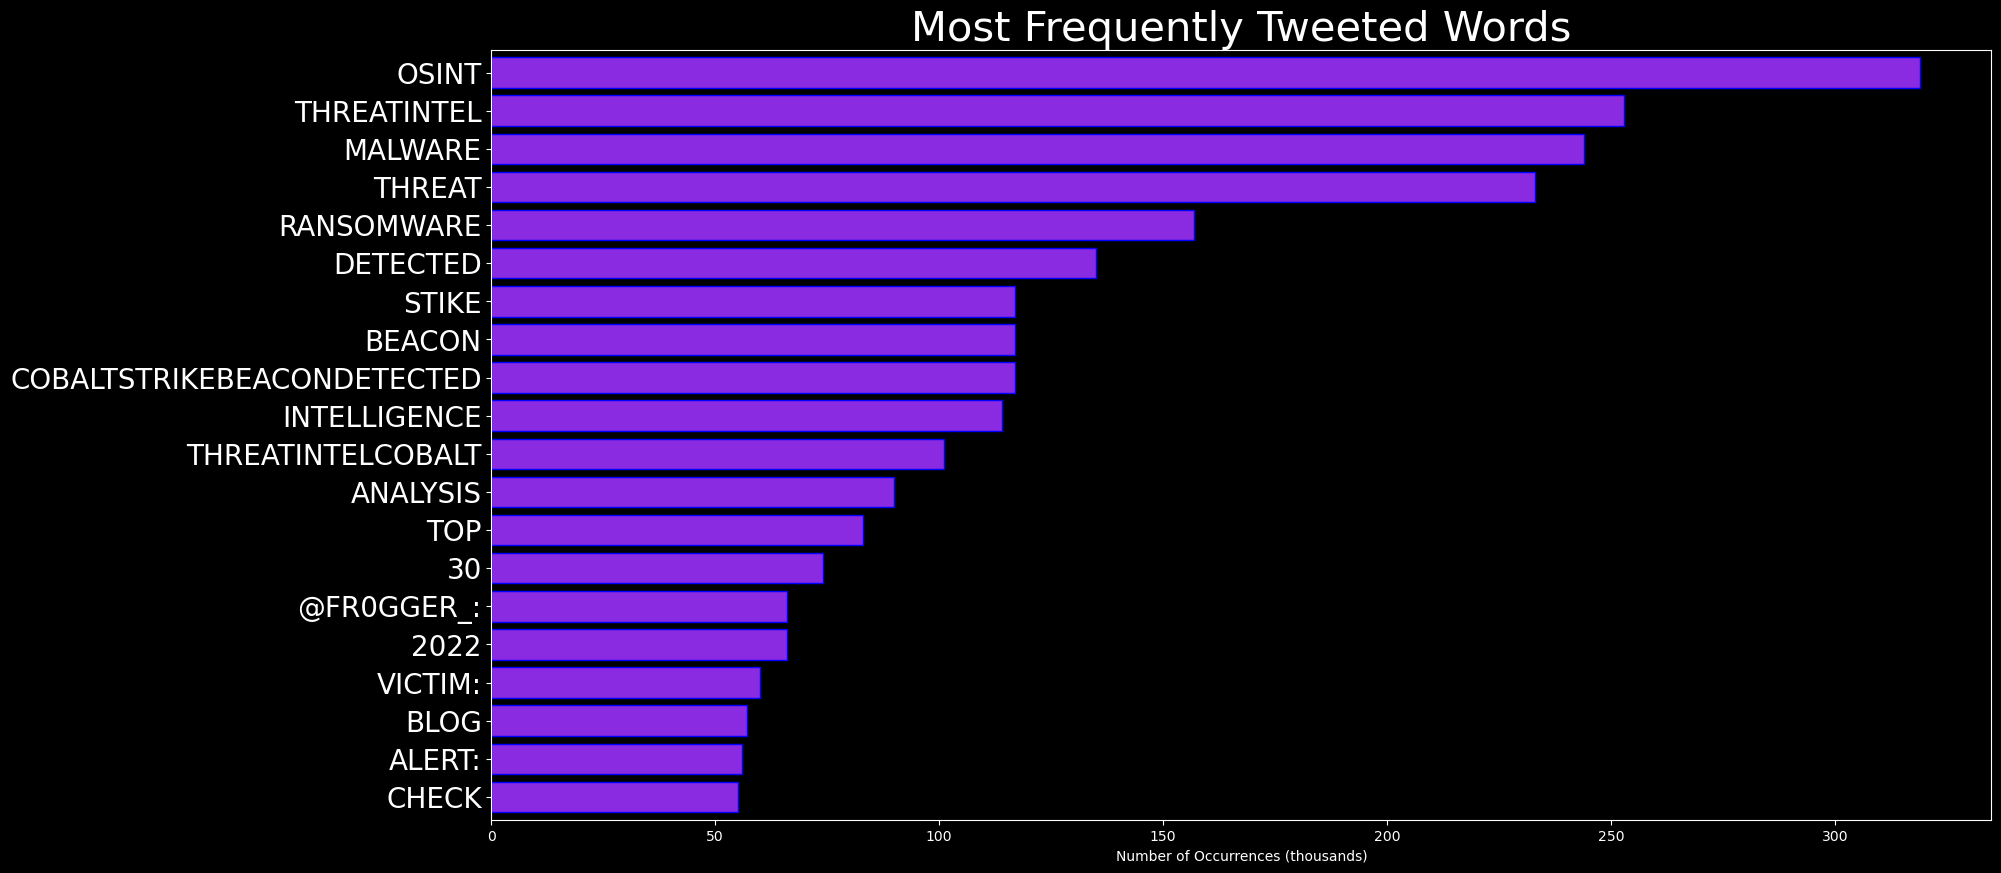 Most Frequently Tweeted Words
OSINT
THREATINTEL
MALWARE
THREAT
RANSOMWARE
DETECTED
STIKE
BEACON
COBALTSTRIKEBEACONDETECTED
INTELLIGENCE
THREATINTELCOBALT
ANALYSIS
TOP
30
@FR0GGER_:
2022
VICTIM:
BLOG
ALERT:
CHECK
0 50 100 150 200 250 300
Number of Occurrences (thousands)